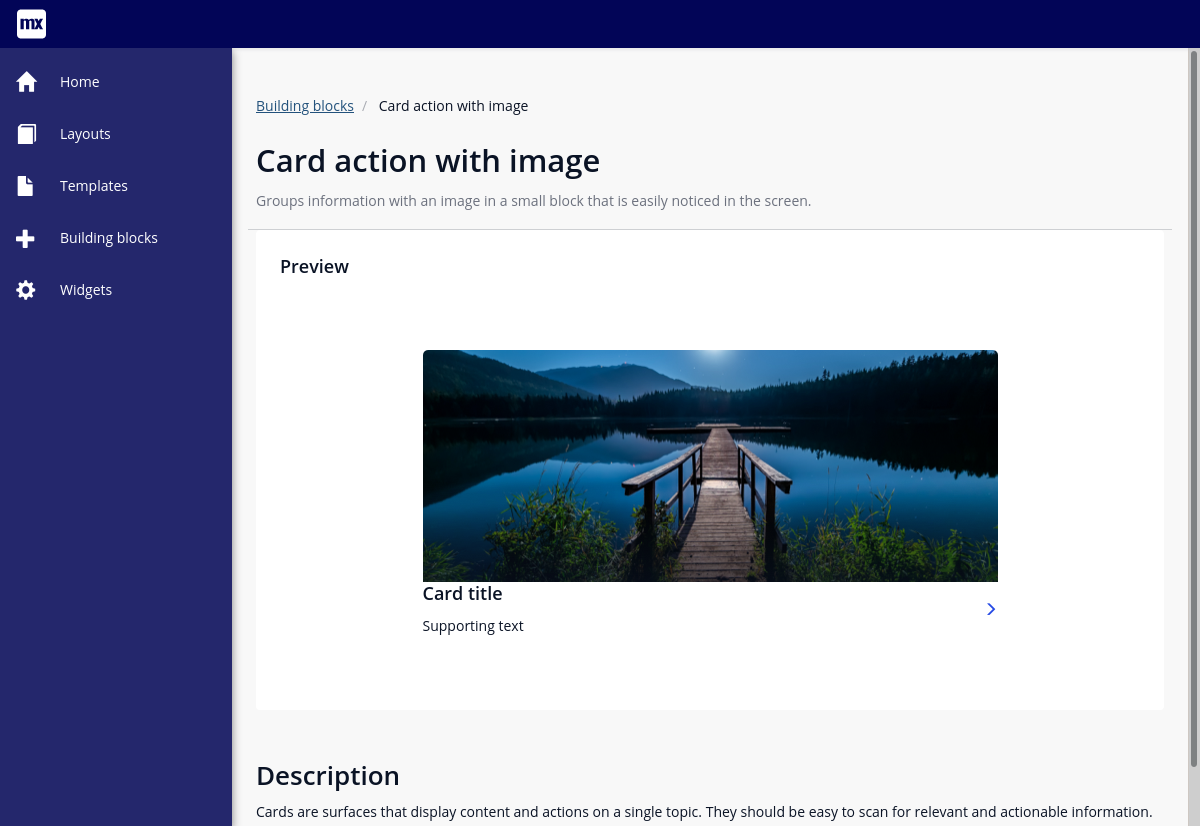 mx
Home
Layouts
Templates
Building blocks
Widgets
Building blocks / Card action with image
Card action with image
Groups information with an image in a small block that is easily noticed in the screen.
Preview
Card title
Supporting text
Description
Cards are surfaces that display content and actions on a single topic. They should be easy to scan for relevant and actionable information.